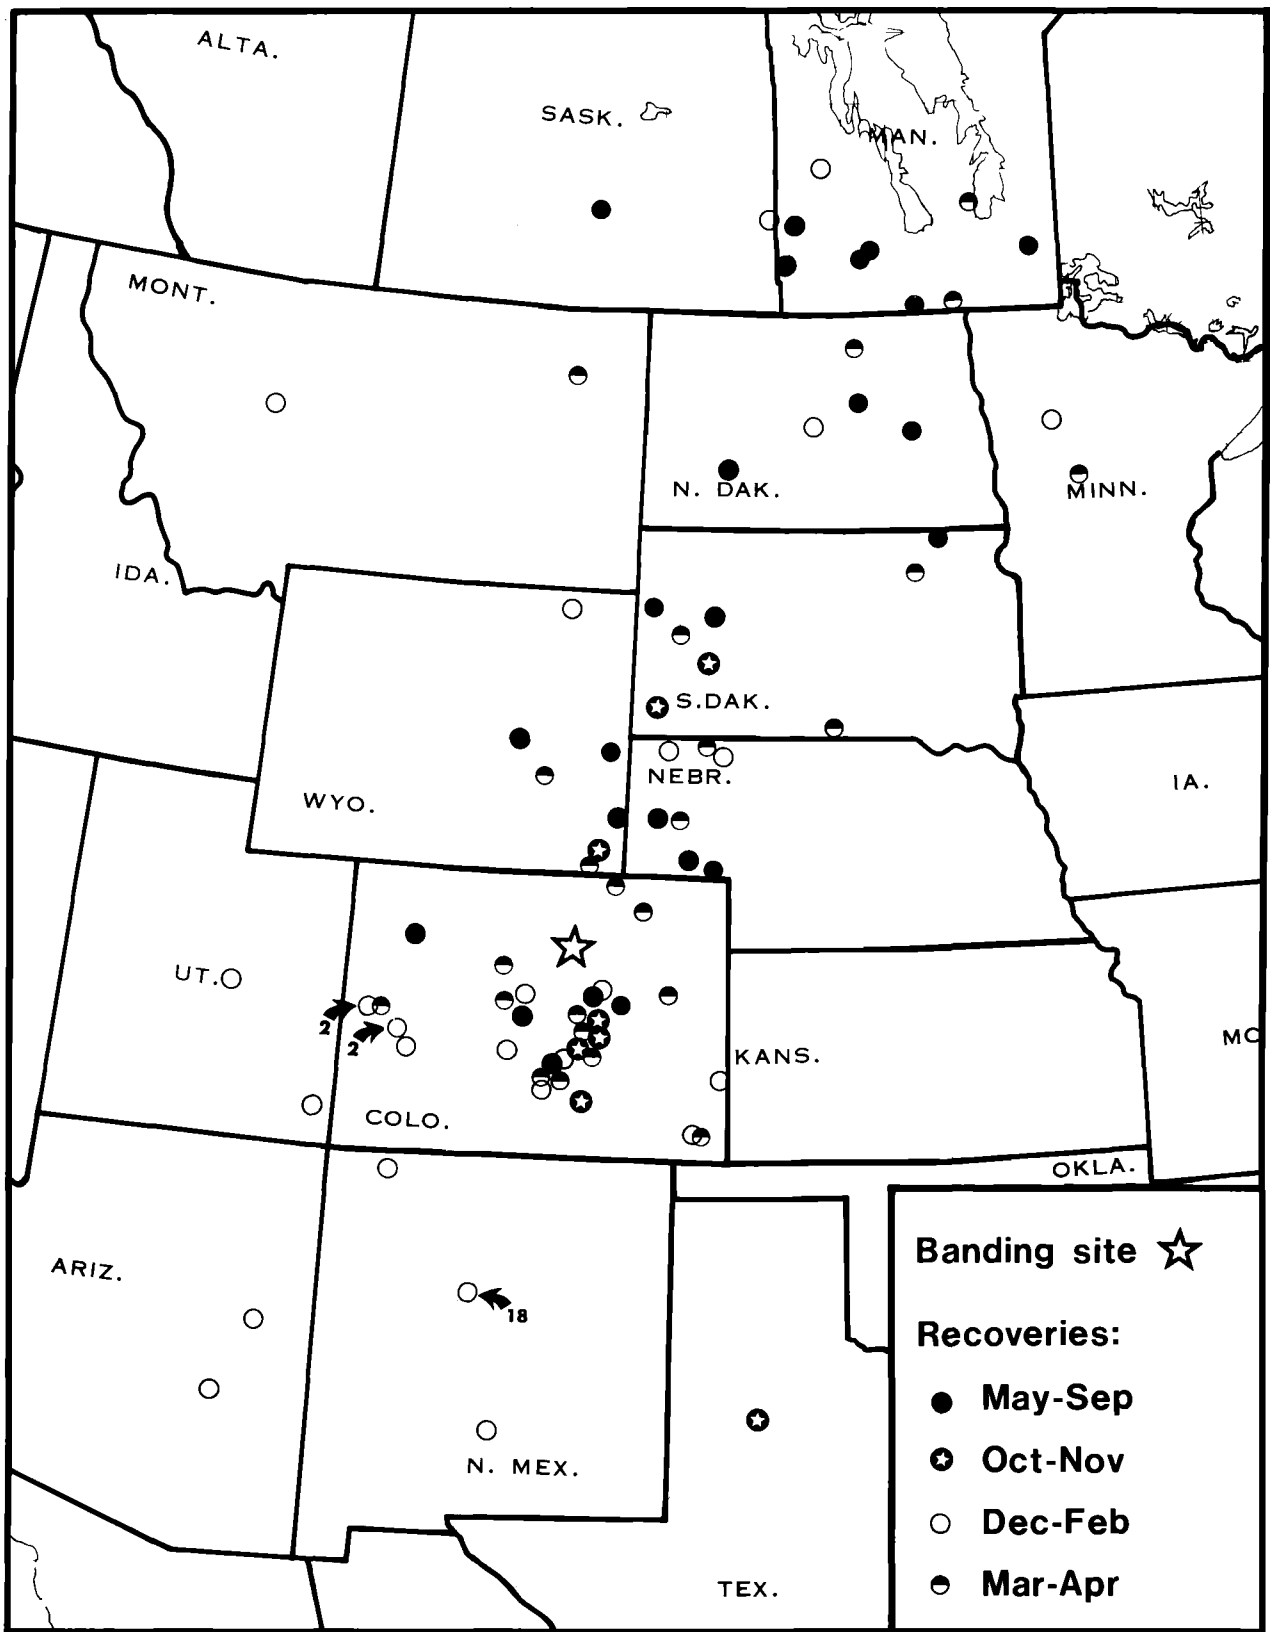 ALTA.
SASK.
MAN.
MONT.
N. DAK.
MINN.
IDA.
S.DAK.
NEBR.
IA.
WYO.
UT.
2
2
KANS.
MO
COLO.
OKLA.
ARIZ.
18
N. MEX.
TEX.
Banding site
Recoveries:
May-Sep
Oct-Nov
Dec-Feb
Mar-Apr